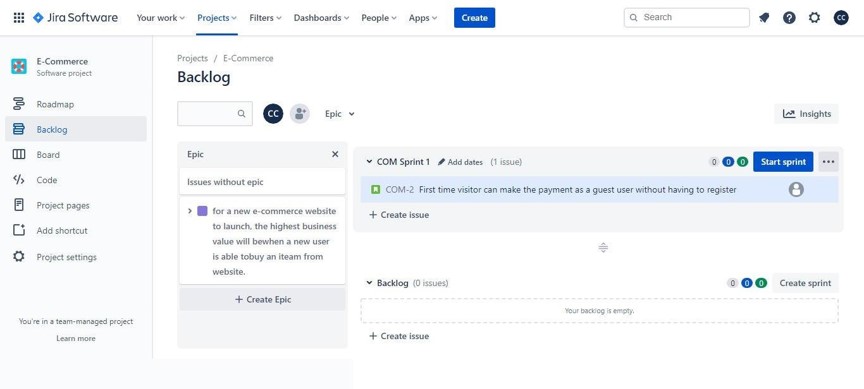 Jira Software Your work Projects Filters Dashboards People Apps Create Search CC
E-Commerce
Software project
Roadmap
Backlog
Board
Code
Project pages
Add shortcut
Project settings
You're in a team-managed project
Learn more
Projects / E-Commerce
Backlog
CC Epic Insights
Epic
Issues without epic
for a new e-commerce website
to launch, the highest business
value will bewhen a new user
is able tobuy an iteam from
website.
+ Create Epic
COM Sprint 1 Add dates (1 issue) 0 0 0 Start sprint
COM-2 First time visitor can make the payment as a guest user without having to register
+ Create issue
Backlog (0 issues) 0 0 0 Create sprint
Your backlog is empty.
+ Create issue